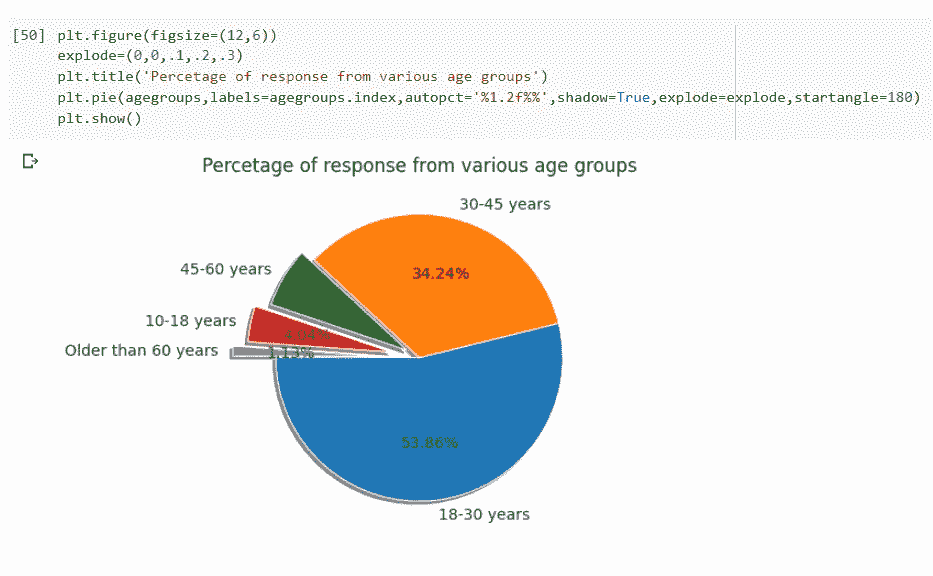 [50] plt.figure(figsize=(12,6))
explode=(0,0,.1,.2,.3)
plt.title('Percetage of response from various age groups')
plt.pie(agegroups,labels=agegroups.index,autopct='%1.2f%%',shadow=True,explode=explode,startangle=180)
plt.show()
Percetage of response from various age groups
30-45 years
45-60 years
34.24%
10-18 years
Older than 60 years
1.13%
53.86%
18-30 years